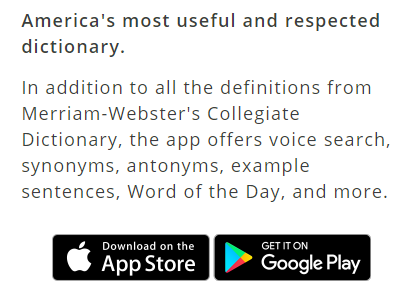 America's most useful and respected
dictionary.
In addition to all the definitions from
Merriam-Webster's Collegiate
Dictionary, the app offers voice search,
synonyms, antonyms, example
sentences, Word of the Day, and more.
Download on the
App Store
GET IT ON
Google Play